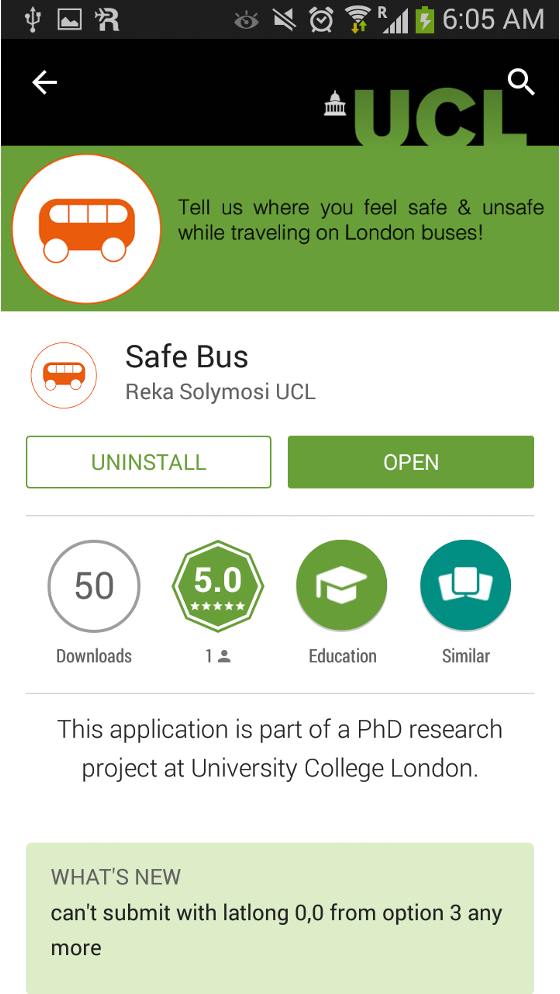 R 6:05 AM
UCL
Tell us where you feel safe & unsafe
while traveling on London buses!
Safe Bus
Reka Solymosi UCL
UNINSTALL
OPEN
50
5.0
Downloads
1
Education
Similar
This application is part of a PhD research
project at University College London.
WHAT'S NEW
can't submit with latlong 0,0 from option 3 any
more